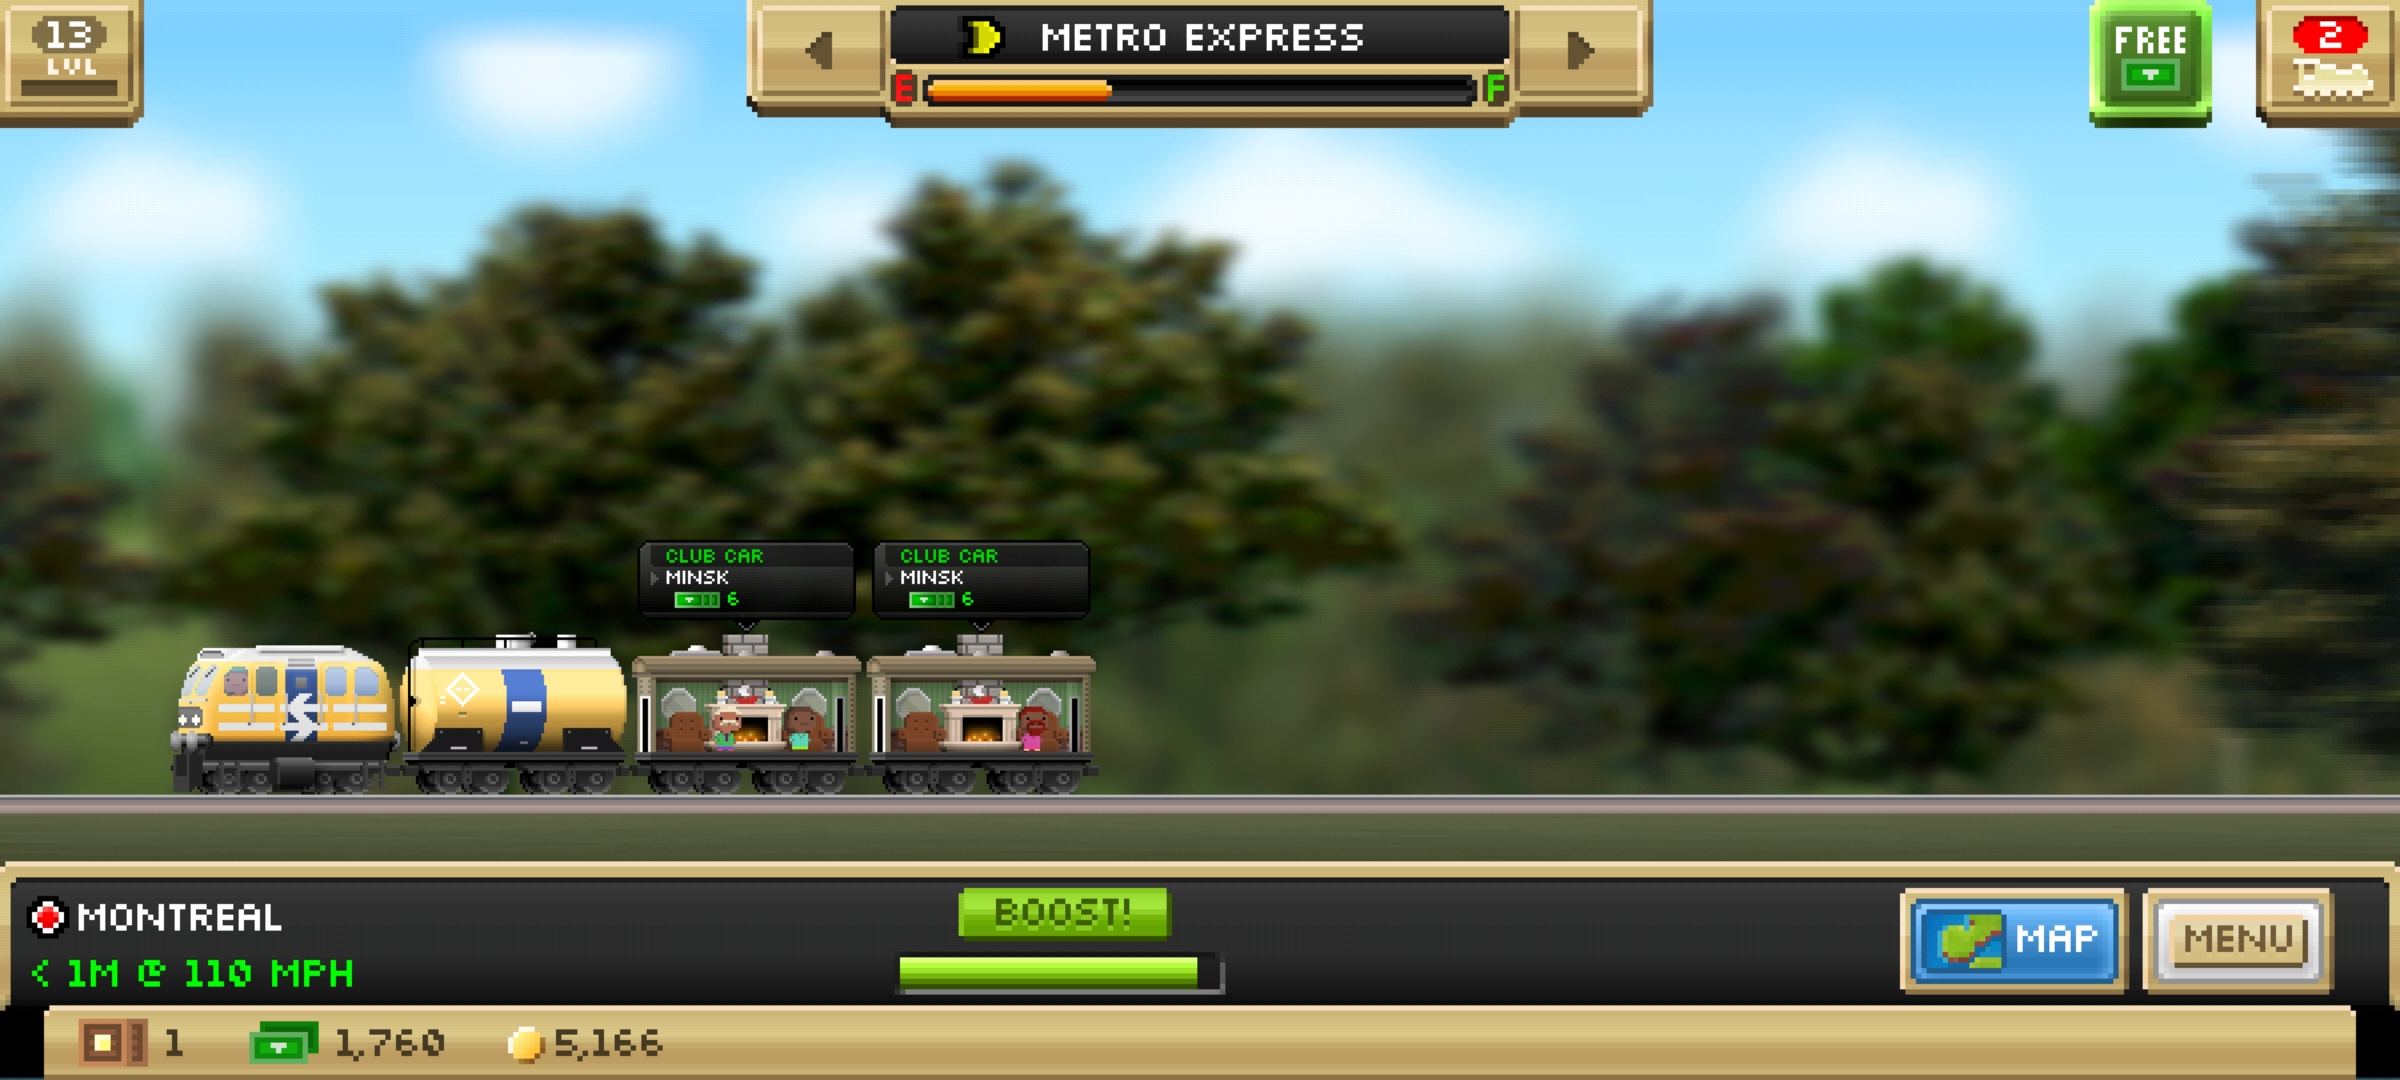 13
LVL
METRO EXPRESS
E F
FREE
2
CLUB CAR
MINSK
6
CLUB CAR
MINSK
6
MONTREAL
< 1M @ 110 MPH
BOOST!
MAP
MENU
1
1,760
5,166